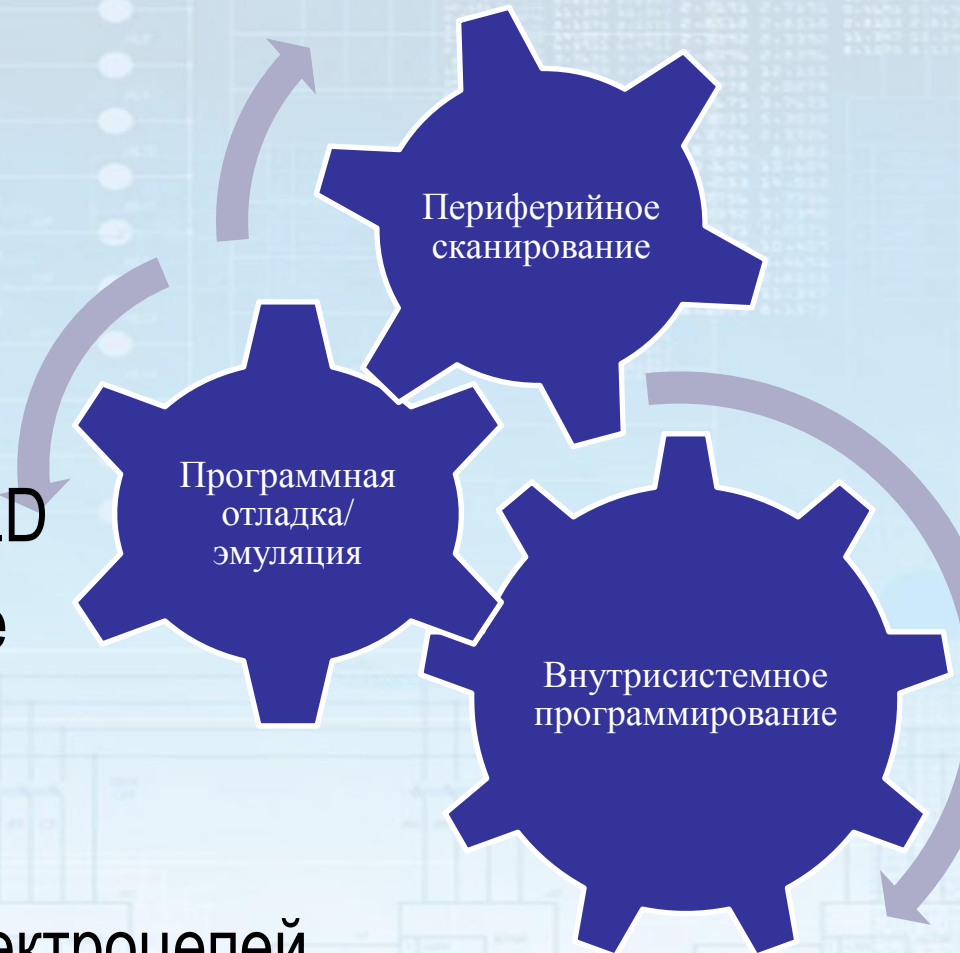 Периферийное
сканирование
Программная
отладка/
эмуляция
Внутрисистемное
программирование